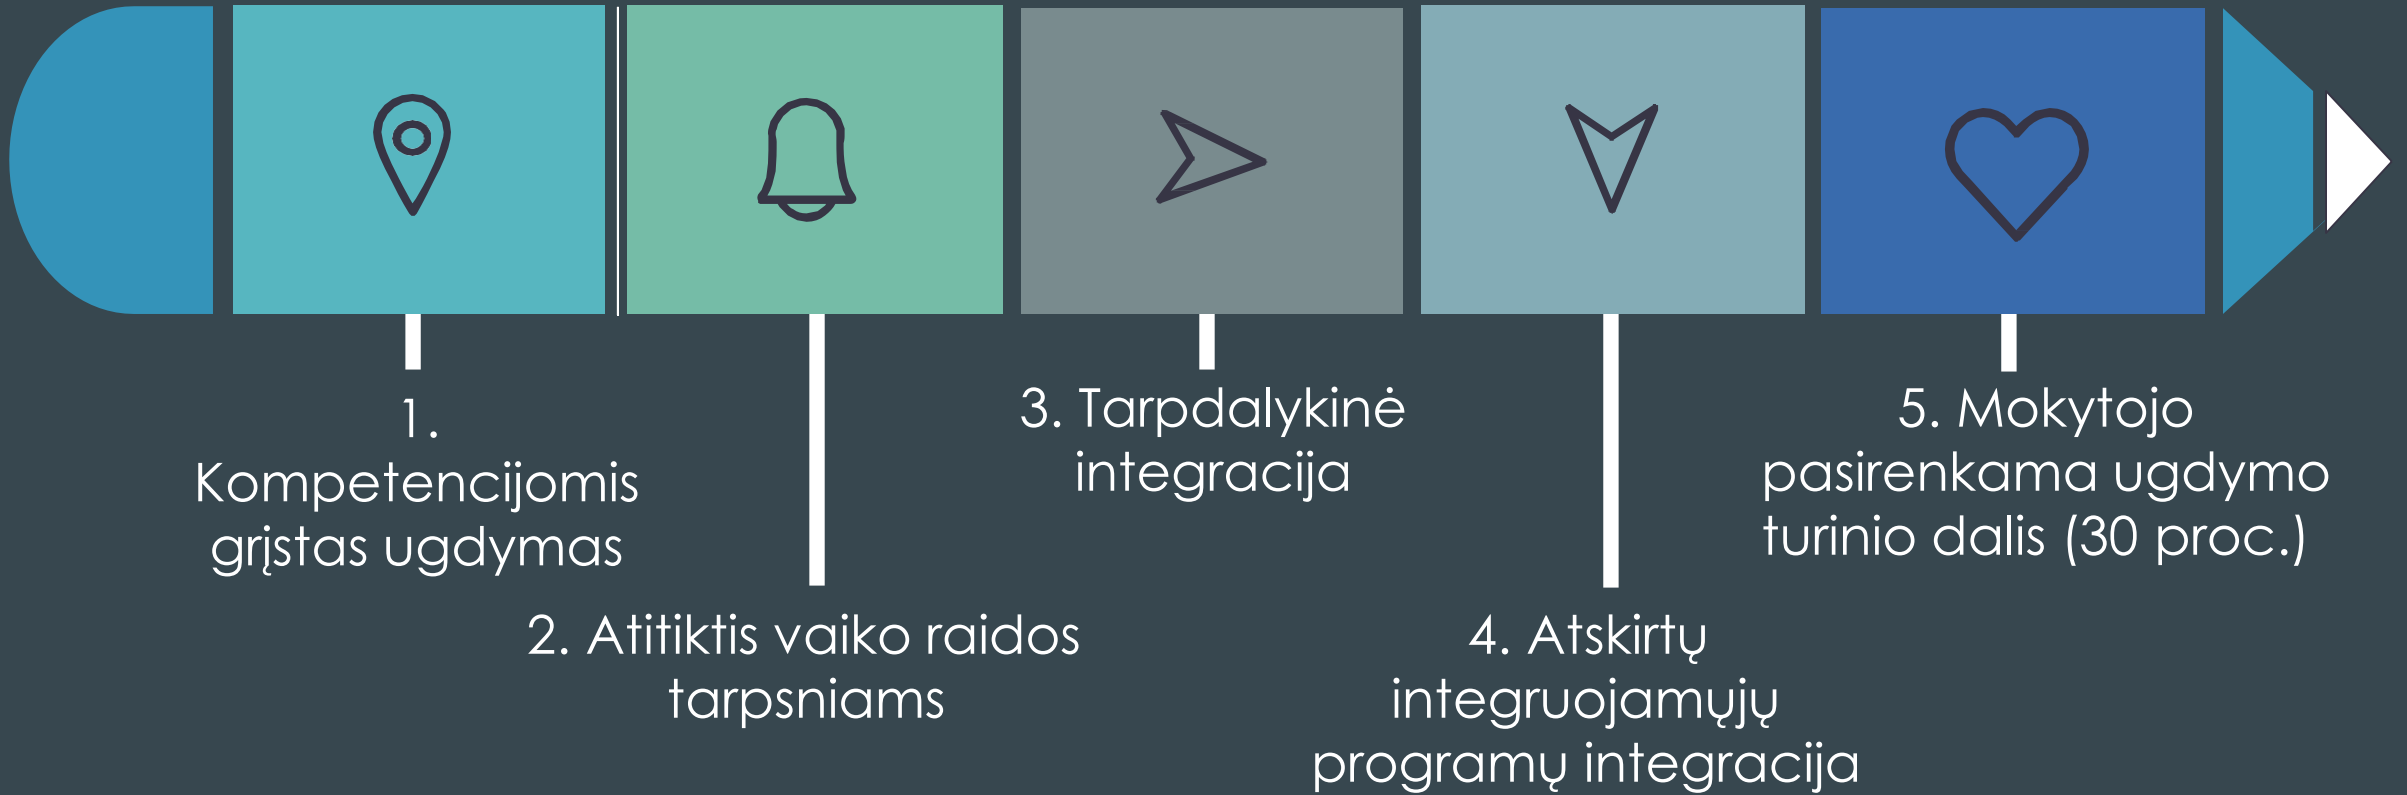 1.
Kompetencijomis
grįstas ugdymas
2. Atitiktis vaiko raidos
tarpsniams
3. Tarpdalykinė
integracija
4. Atskirtų
integruojamųjų
programų integracija
5. Mokytojo
pasirenkama ugdymo
turinio dalis (30 proc.)